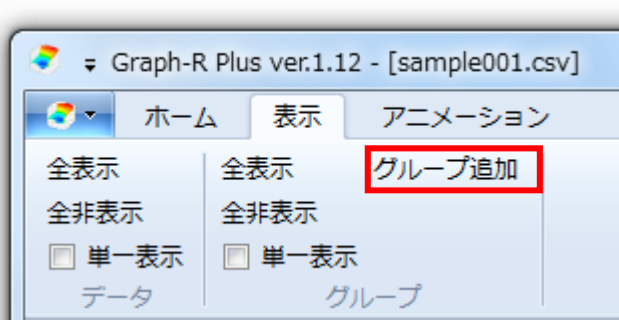 Graph-R Plus ver.1.12 - [sample001.csv]
ホーム 表示 アニメーション
全表示 全表示 グループ追加
全非表示 全非表示
単一表示 単一表示
データ グループ